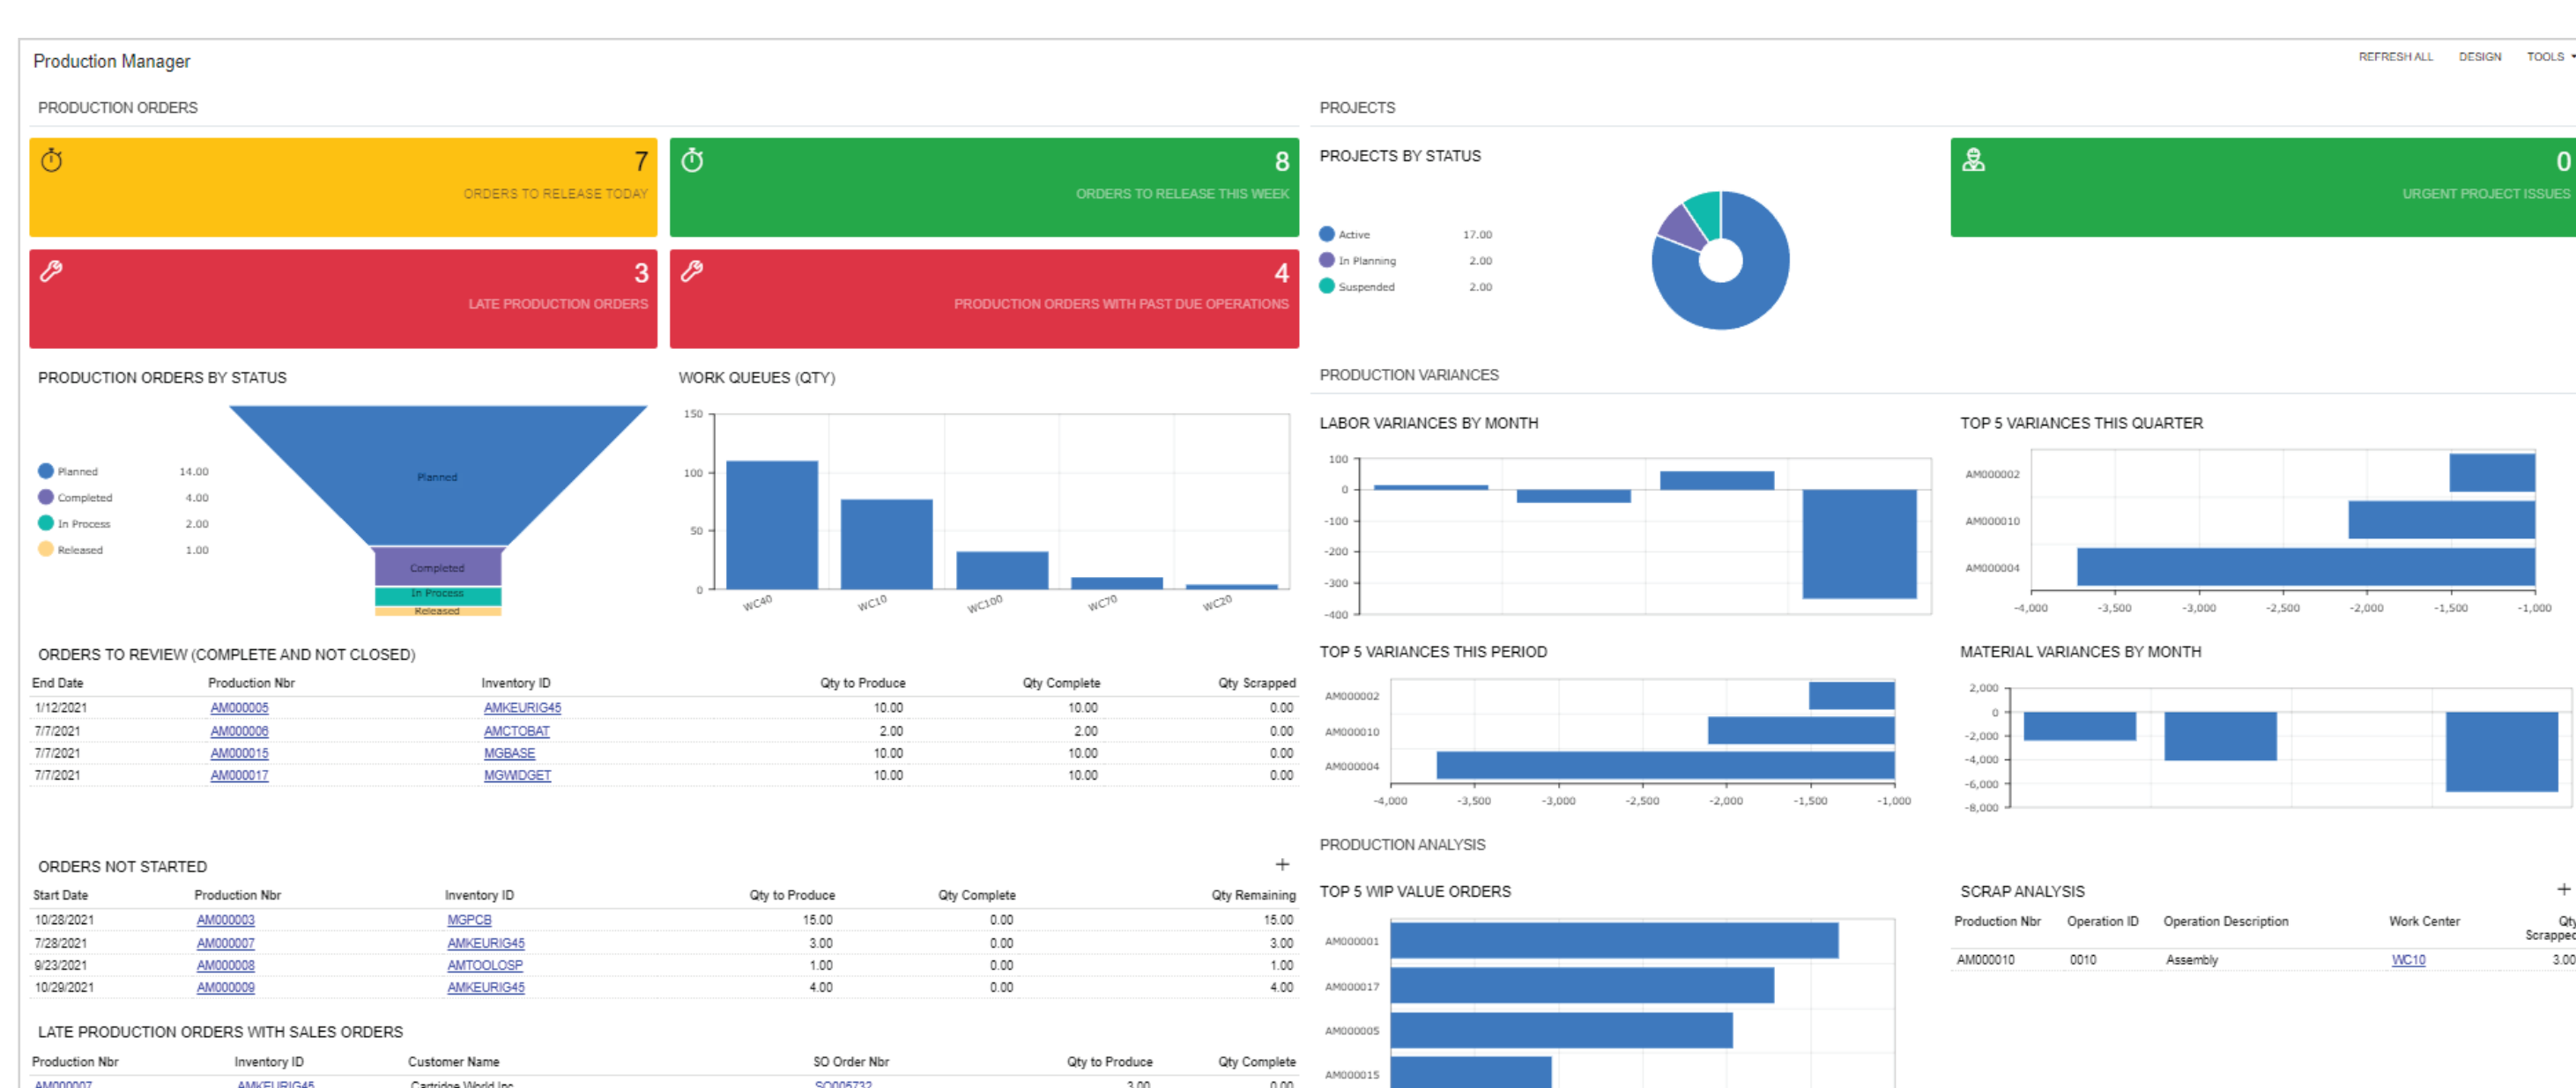 Production Manager
REFRESH ALL DESIGN TOOLS
PRODUCTION ORDERS
7
ORDERS TO RELEASE TODAY
8
ORDERS TO RELEASE THIS WEEK
3
LATE PRODUCTION ORDERS
4
PRODUCTION ORDERS WITH PAST DUE OPERATIONS
PRODUCTION ORDERS BY STATUS
Planned 14.00
Completed 4.00
In Process 2.00
Released 1.00
Planned
Completed
In Process
Released
WORK QUEUES (QTY)
150
100
50
0
WC40 WC10 WC100 WC70 WC20
ORDERS TO REVIEW (COMPLETE AND NOT CLOSED)
End Date Production Nbr Inventory ID Qty to Produce Qty Complete Qty Scrapped
1/12/2021 AM000005 AMKEURIG45 10.00 10.00 0.00
7/7/2021 AM000006 AMCTOBAT 2.00 2.00 0.00
7/7/2021 AM000015 MGBASE 10.00 10.00 0.00
7/7/2021 AM000017 MGWIDGET 10.00 10.00 0.00
ORDERS NOT STARTED +
Start Date Production Nbr Inventory ID Qty to Produce Qty Complete Qty Remaining
10/28/2021 AM000003 MGPCB 15.00 0.00 15.00
7/28/2021 AM000007 AMKEURIG45 3.00 0.00 3.00
9/23/2021 AM000008 AMTOOLOSP 1.00 0.00 1.00
10/29/2021 AM000009 AMKEURIG45 4.00 0.00 4.00
LATE PRODUCTION ORDERS WITH SALES ORDERS
Production Nbr Inventory ID Customer Name SO Order Nbr Qty to Produce Qty Complete
AM000007 AMKEURIG45 Cartridge World Inc SO005732 3.00 0.00
PROJECTS
PROJECTS BY STATUS
Active 17.00
In Planning 2.00
Suspended 2.00
0
URGENT PROJECT ISSUES
PRODUCTION VARIANCES
LABOR VARIANCES BY MONTH
100
0
-100
-200
-300
-400
TOP 5 VARIANCES THIS QUARTER
AM000002
AM000010
AM000004
-4,000 -3,500 -3,000 -2,500 -2,000 -1,500 -1,000
TOP 5 VARIANCES THIS PERIOD
AM000002
AM000010
AM000004
-4,000 -3,500 -3,000 -2,500 -2,000 -1,500 -1,000
MATERIAL VARIANCES BY MONTH
2,000
0
-2,000
-4,000
-6,000
-8,000
PRODUCTION ANALYSIS
TOP 5 WIP VALUE ORDERS
AM000001
AM000017
AM000005
AM000015
SCRAP ANALYSIS +
Production Nbr Operation ID Operation Description Work Center Qty
Scrapped
AM000010 0010 Assembly WC10 3.00